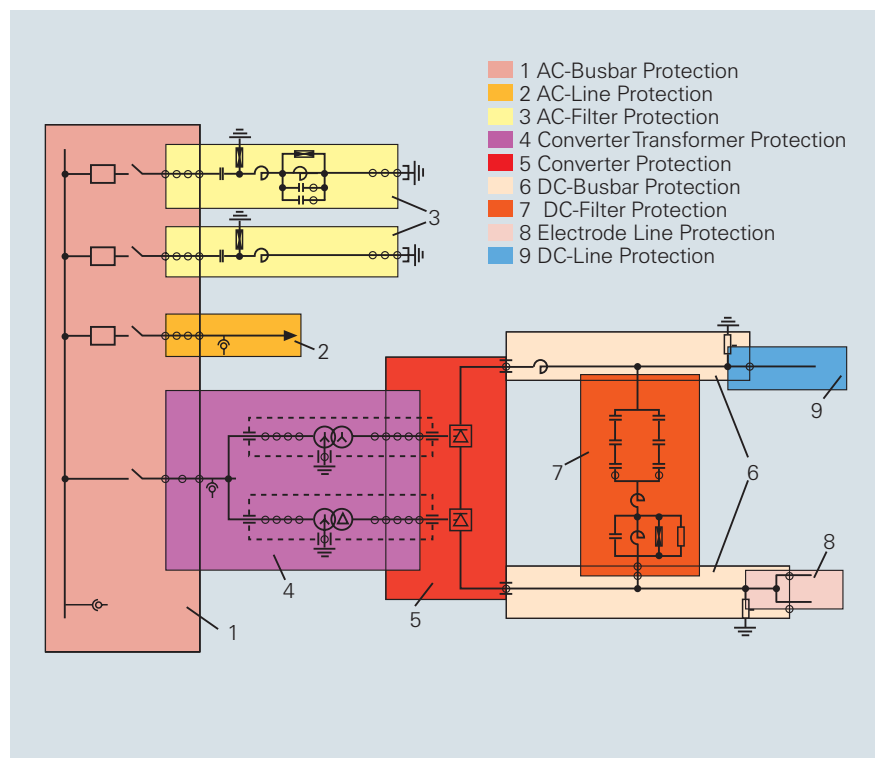 1 AC-Busbar Protection
2 AC-Line Protection
3 AC-Filter Protection
4 Converter Transformer Protection
5 Converter Protection
6 DC-Busbar Protection
7 DC-Filter Protection
8 Electrode Line Protection
9 DC-Line Protection
3
2
9
7
6
8
4
5
1